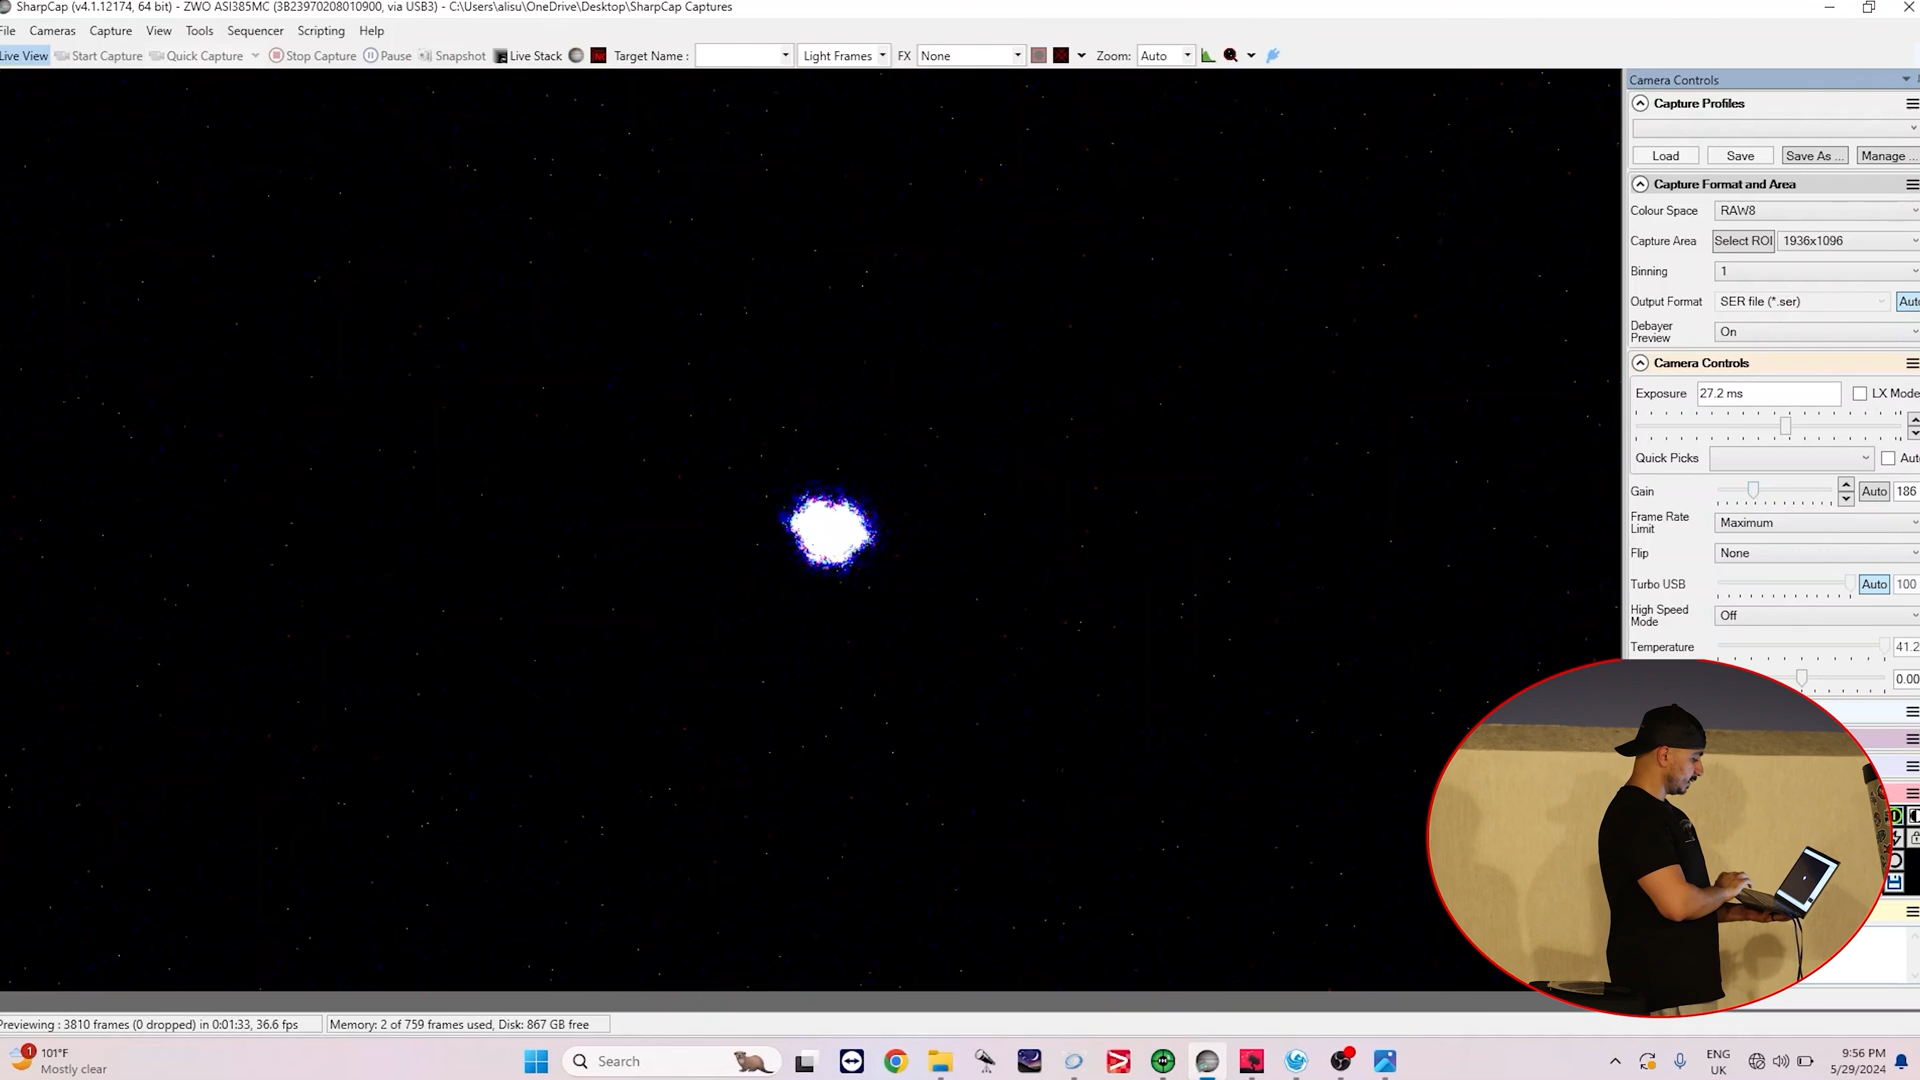 SharpCap (v4.1.12174, 64 bit) - ZWO ASI385MC (3B23970208010900, via USB3) - C:\Users\alisu\OneDrive\Desktop\SharpCap Captures
File Cameras Capture View Tools Sequencer Scripting Help
Live View Start Capture Quick Capture Stop Capture Pause Snapshot Live Stack Target Name : Light Frames FX None Zoom: Auto
Camera Controls
Capture Profiles
Load Save Save As ... Manage ...
Capture Format and Area
Colour Space RAW8
Capture Area Select ROI 1936x1096
Binning 1
Output Format SER file (*.ser) Auto
Debayer
Preview On
Camera Controls
Exposure 27.2 ms LX Mode
Quick Picks Auto
Gain Auto 186
Frame Rate
Limit Maximum
Flip None
Turbo USB Auto 100
High Speed
Mode Off
Temperature 41.2
0.00
Previewing : 3810 frames (0 dropped) in 0:01:33, 36.6 fps Memory: 2 of 759 frames used, Disk: 867 GB free
1 101°F
Mostly clear
Search
ENG
UK
9:56 PM
5/29/2024